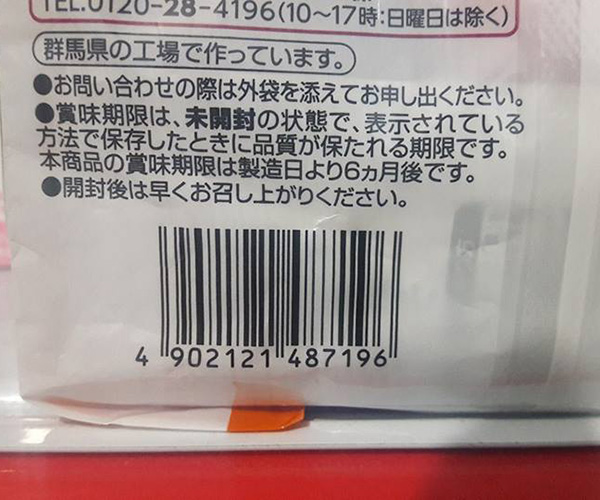 TEL.0120-28-4196(10〜17時:日曜日は除く)
群馬県の工場で作っています。
●お問い合わせの際は外袋を添えてお申し出ください。
●賞味期限は、未開封の状態で、表示されている
方法で保存したときに品質が保たれる期限です。
本商品の賞味期限は製造日より6ヵ月後です。
●開封後は早くお召し上がりください。
4 902121 487196